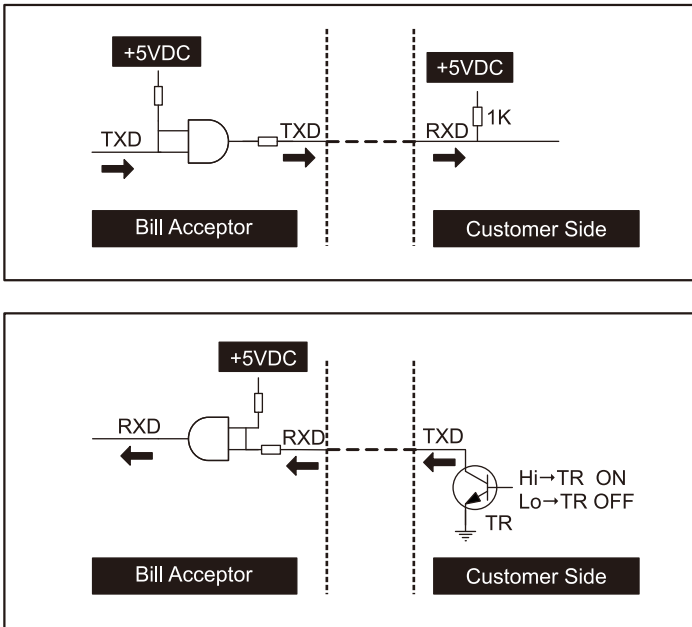 +5VDC
+5VDC
1K
TXD
TXD
RXD
Bill Acceptor
Customer Side
+5VDC
RXD
RXD
TXD
Hi→TR ON
Lo→TR OFF
TR
Bill Acceptor
Customer Side